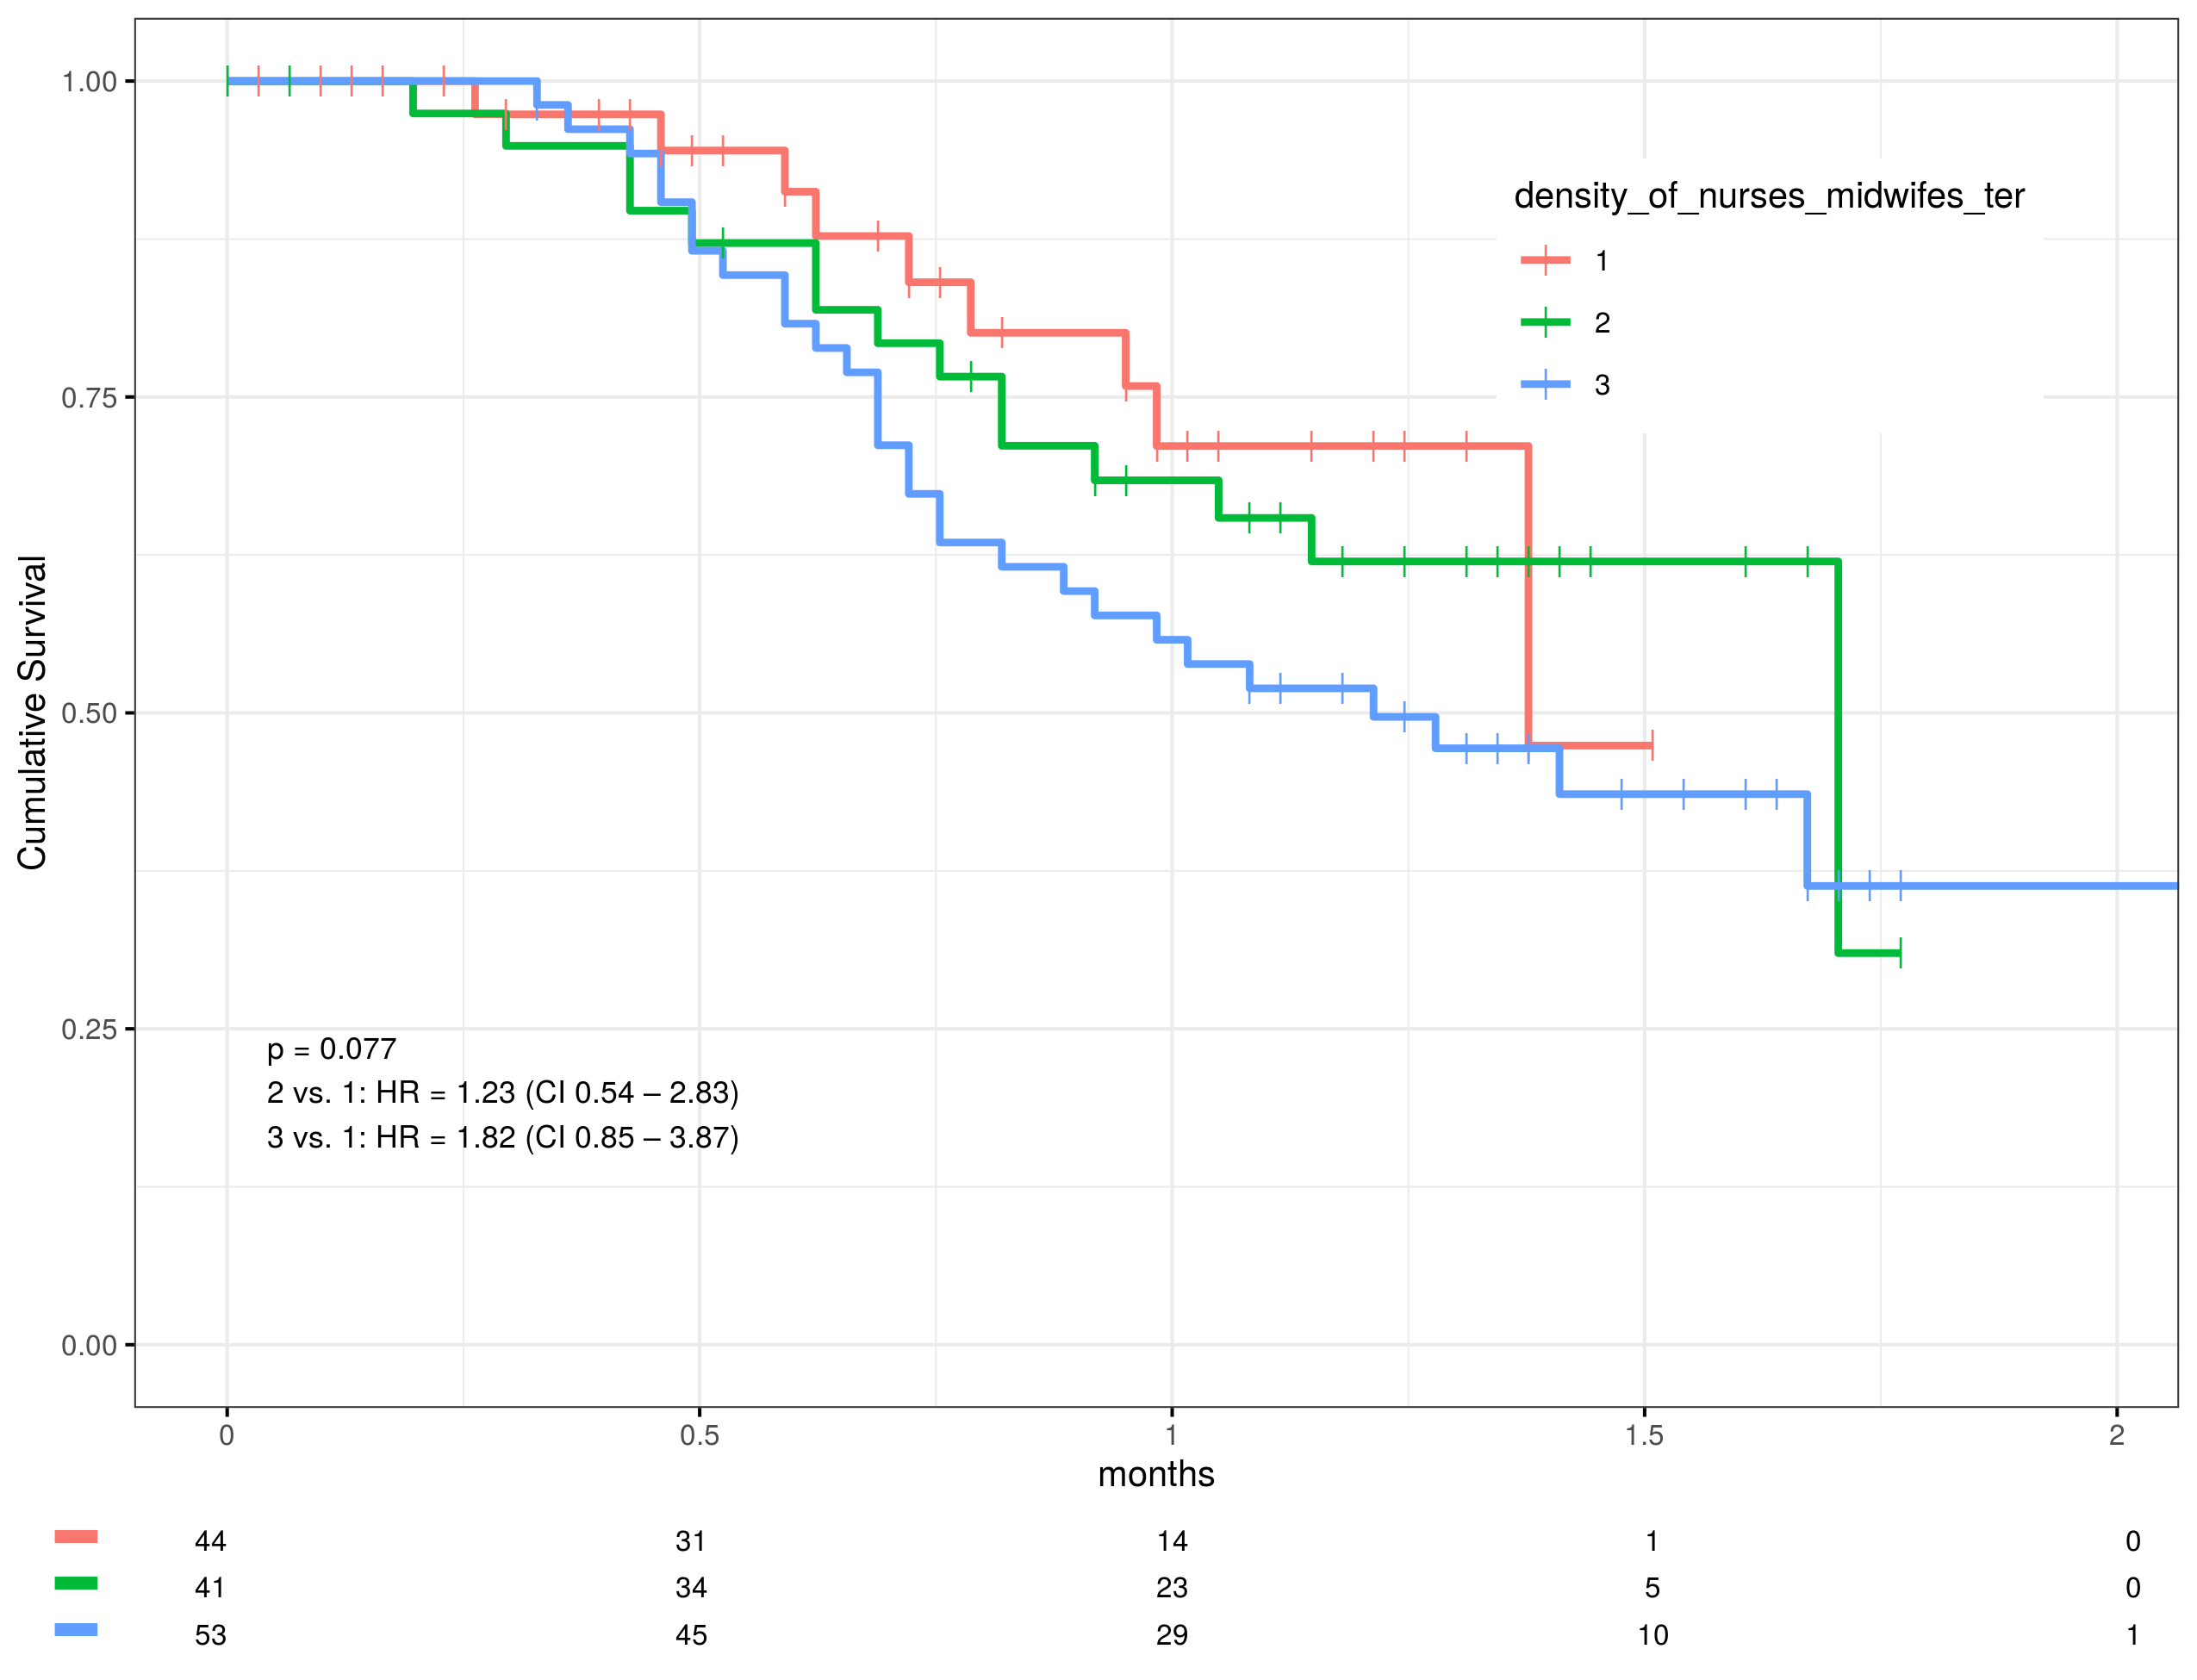 1.00
0.75
0.50
0.25
0.00
Cumulative Survival
density_of_nurses_midwifes_ter
1
2
3
p = 0.077
2 vs. 1: HR = 1.23 (CI 0.54 – 2.83)
3 vs. 1: HR = 1.82 (CI 0.85 – 3.87)
0 0.5 1 1.5 2
months
44 31 14 1 0
41 34 23 5 0
53 45 29 10 1